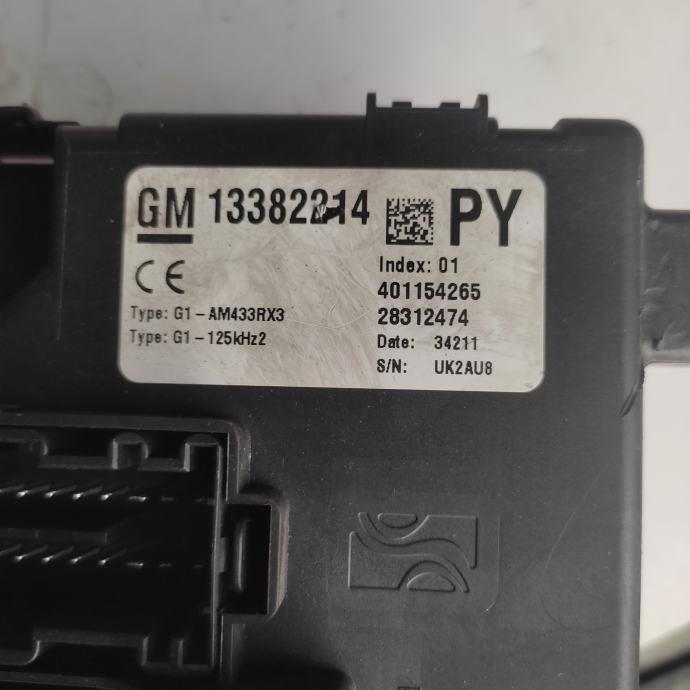 GM 13382214 PY
CE
Index: 01
401154265
Type: G1-AM433RX3
28312474
Type: G1-125kHz2
Date: 34211
S/N: UK2AU8